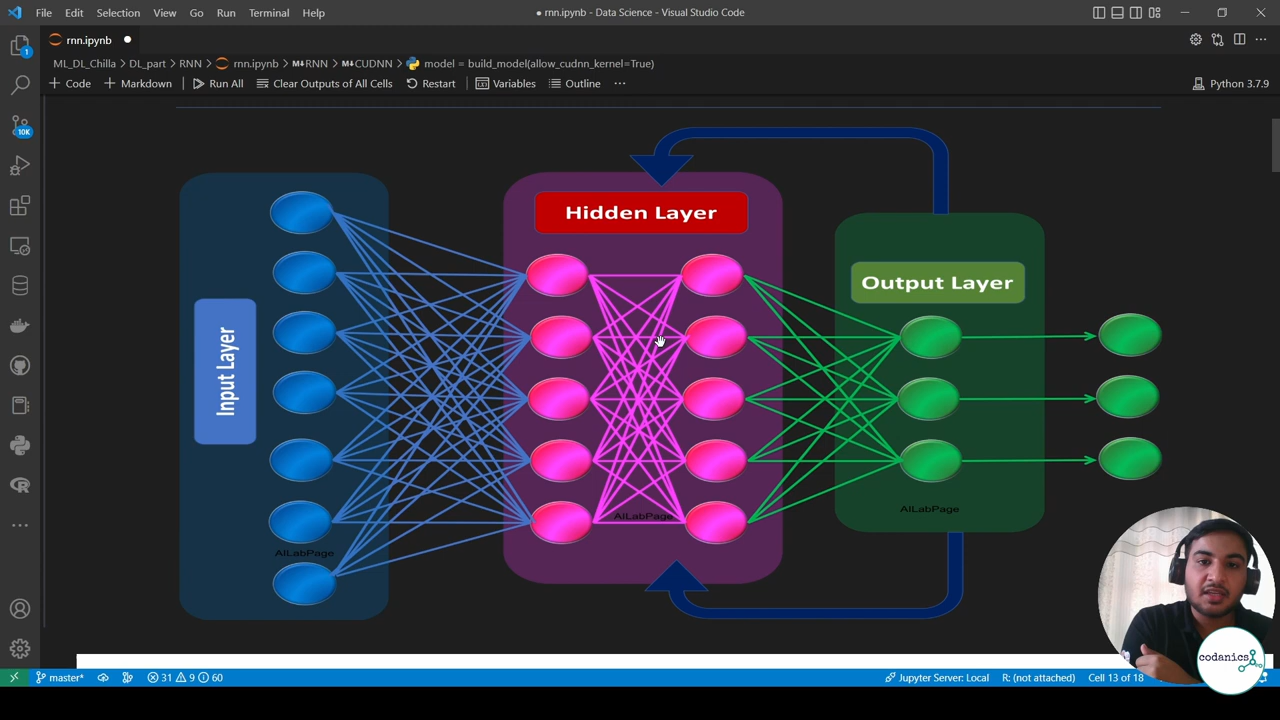 File Edit Selection View Go Run Terminal Help
● rnn.ipynb - Data Science - Visual Studio Code
rnn.ipynb ●
ML_DL_Chilla > DL_part > RNN > rnn.ipynb > M↓RNN > M↓CUDNN > model = build_model(allow_cudnn_kernel=True)
+ Code + Markdown Run All Clear Outputs of All Cells Restart Variables Outline ··· Python 3.7.9
1
10K
Hidden Layer
Output Layer
Input Layer
AILabPage
AILabPage
AILabPage
codanics
master* 31 9 60 Jupyter Server: Local R: (not attached) Cell 13 of 18